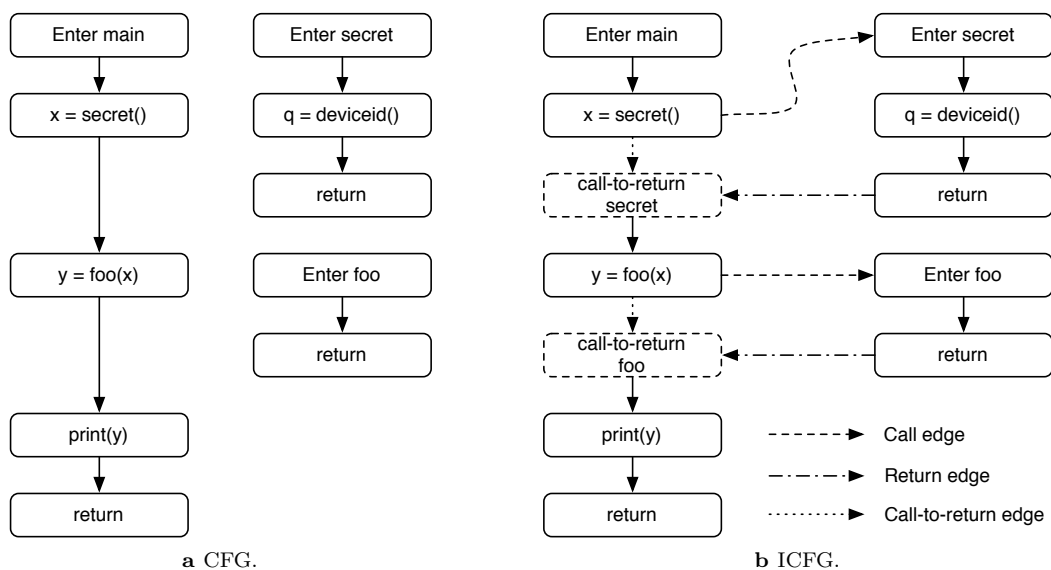 Enter main
x = secret()
y = foo(x)
print(y)
return
Enter secret
q = deviceid()
return
Enter foo
return
a CFG.
Enter main
x = secret()
call-to-return
secret
y = foo(x)
call-to-return
foo
print(y)
return
Enter secret
q = deviceid()
return
Enter foo
return
Call edge
Return edge
Call-to-return edge
b ICFG.